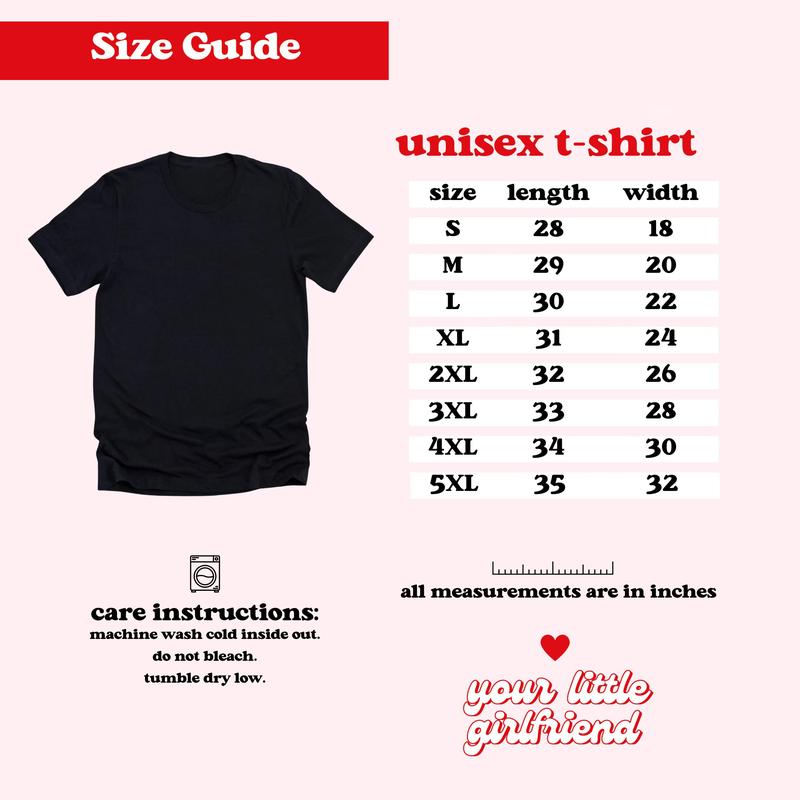 Size Guide
unisex t-shirt
size length width
S 28 18
M 29 20
L 30 22
XL 31 24
2XL 32 26
3XL 33 28
4XL 34 30
5XL 35 32
care instructions:
machine wash cold inside out.
do not bleach.
tumble dry low.
all measurements are in inches
your little
girlfriend